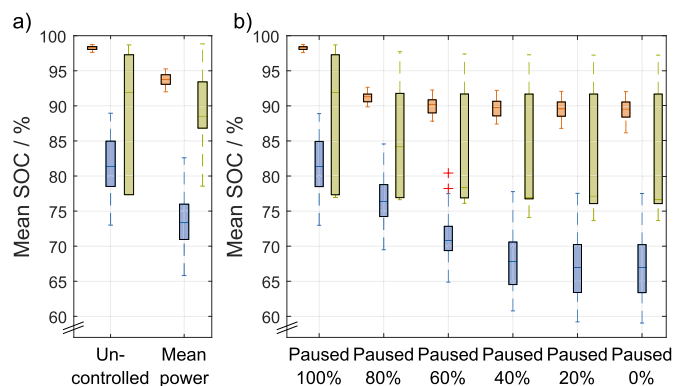 a)
b)
100
95
90
85
80
75
70
65
60
Mean SOC / %
Un-
controlled
Mean
power
100
95
90
85
80
75
70
65
60
Mean SOC / %
Paused Paused Paused Paused Paused Paused
100% 80% 60% 40% 20% 0%